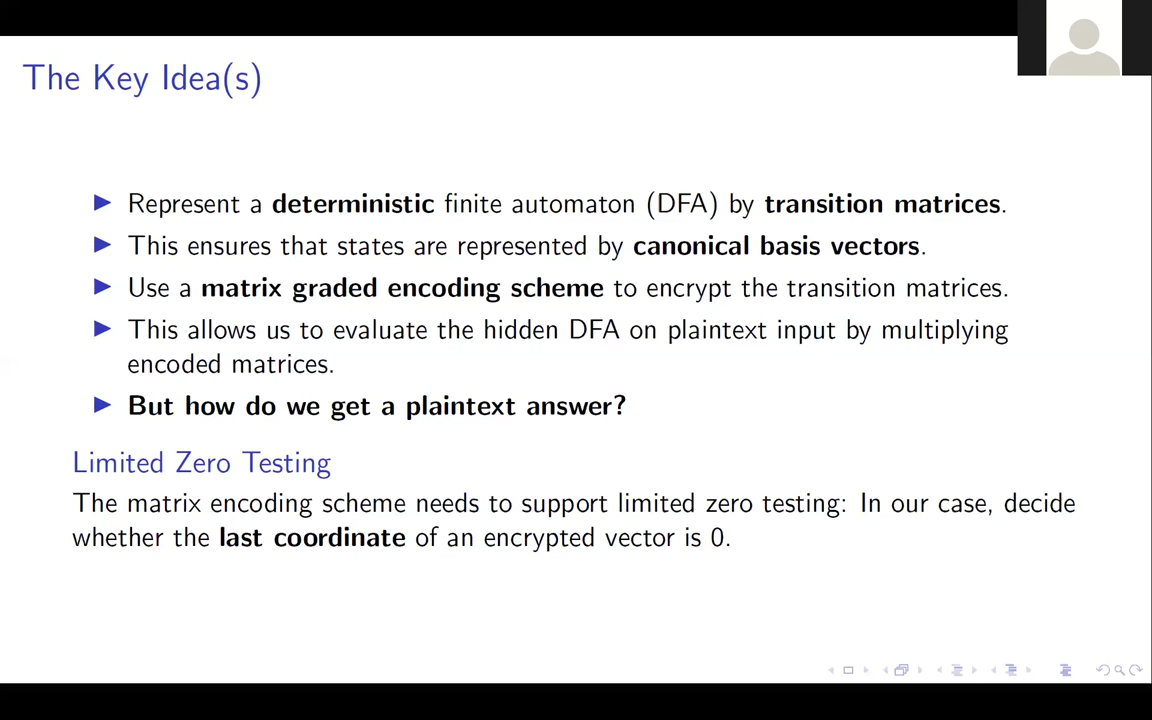 The Key Idea(s)
Represent a deterministic finite automaton (DFA) by transition matrices.
This ensures that states are represented by canonical basis vectors.
Use a matrix graded encoding scheme to encrypt the transition matrices.
This allows us to evaluate the hidden DFA on plaintext input by multiplying
encoded matrices.
But how do we get a plaintext answer?
Limited Zero Testing
The matrix encoding scheme needs to support limited zero testing: In our case, decide
whether the last coordinate of an encrypted vector is 0.